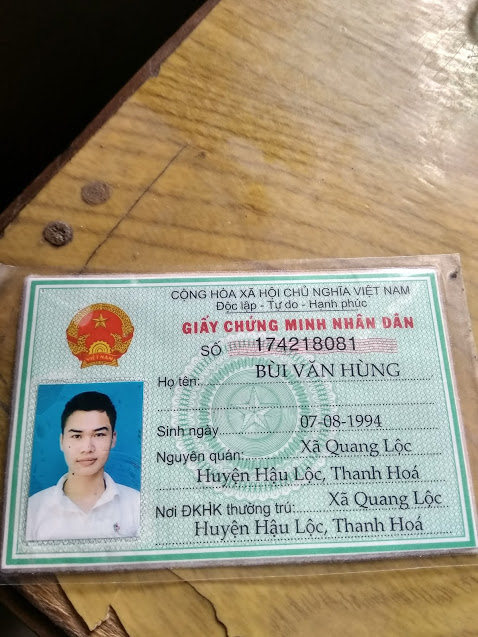 CỘNG HÒA XÃ HỘI CHỦ NGHĨA VIỆT NAM
Độc lập - Tự do - Hạnh phúc
GIẤY CHỨNG MINH NHÂN DÂN
SỐ 174218081
Họ tên: BÙI VĂN HÙNG
Sinh ngày 07-08-1994
Nguyên quán: Xã Quang Lộc
Huyện Hậu Lộc, Thanh Hoá
Nơi ĐKHK thường trú: Xã Quang Lộc
Huyện Hậu Lộc, Thanh Hoá
VIỆT NAM